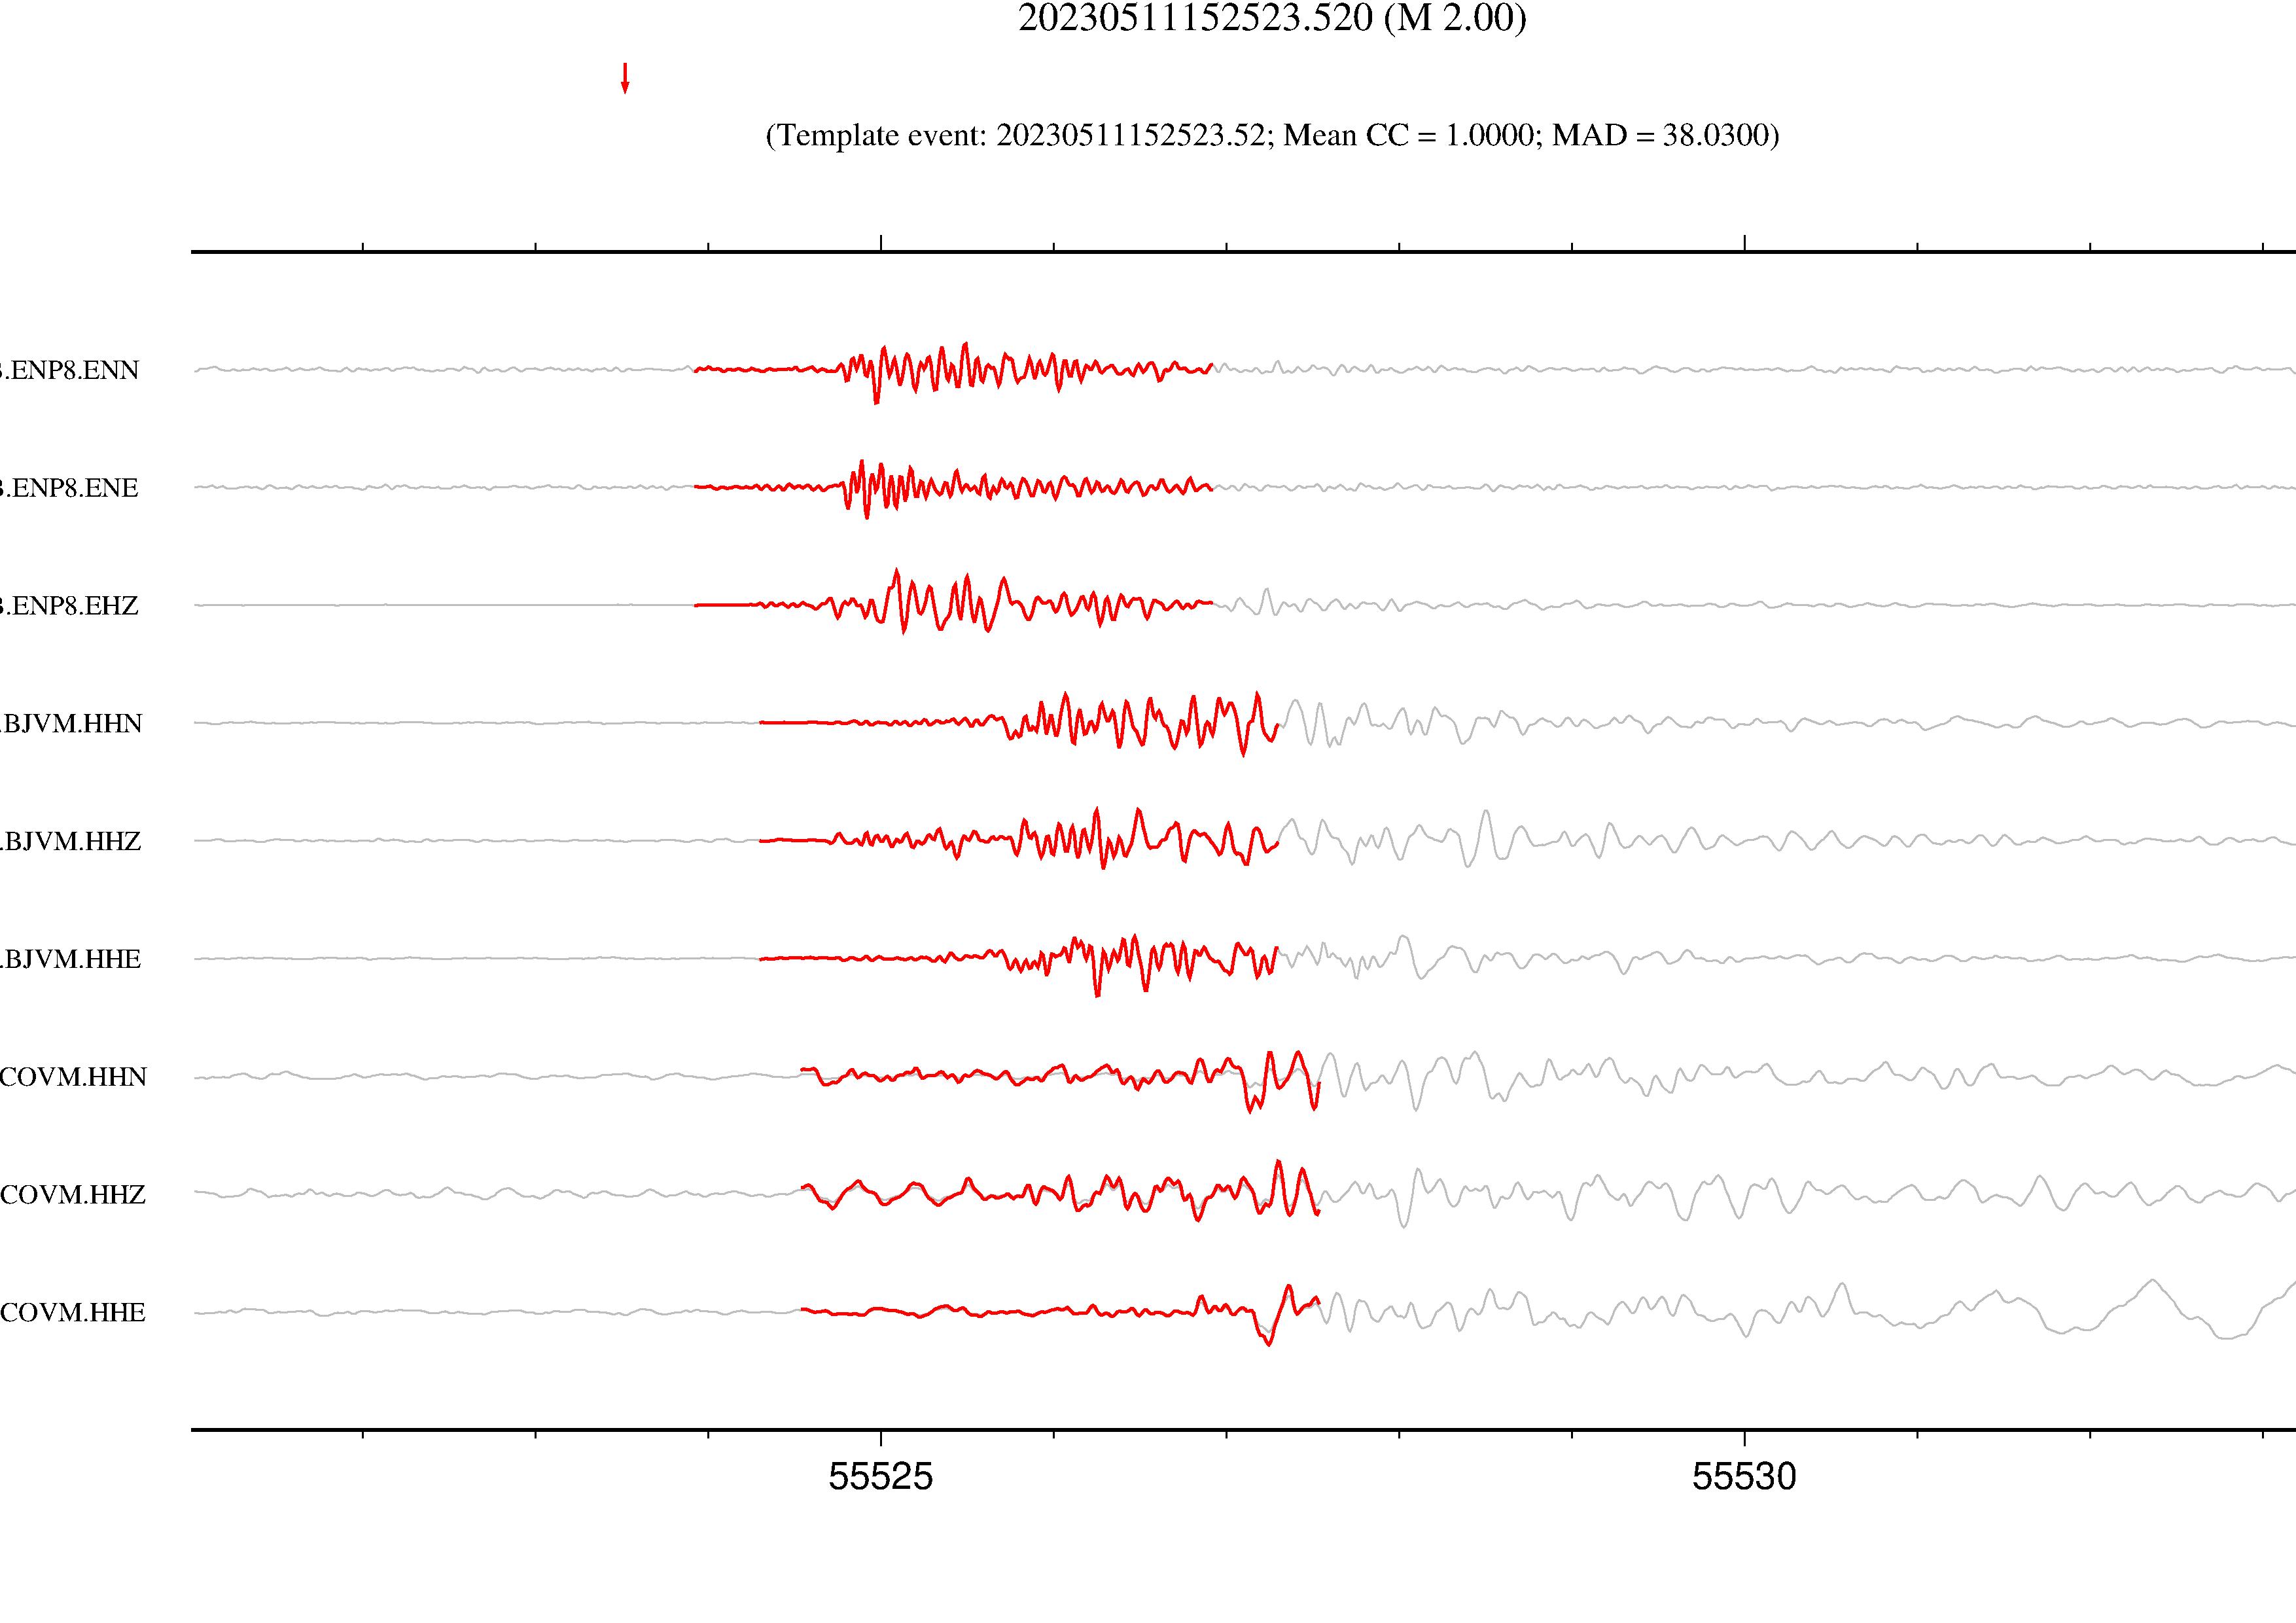 20230511152523.520 (M 2.00)
(Template event: 20230511152523.52; Mean CC = 1.0000; MAD = 38.0300)
.ENP8.ENN
.ENP8.ENE
.ENP8.EHZ
.BJVM.HHN
.BJVM.HHZ
.BJVM.HHE
COVM.HHN
COVM.HHZ
COVM.HHE
55525 55530